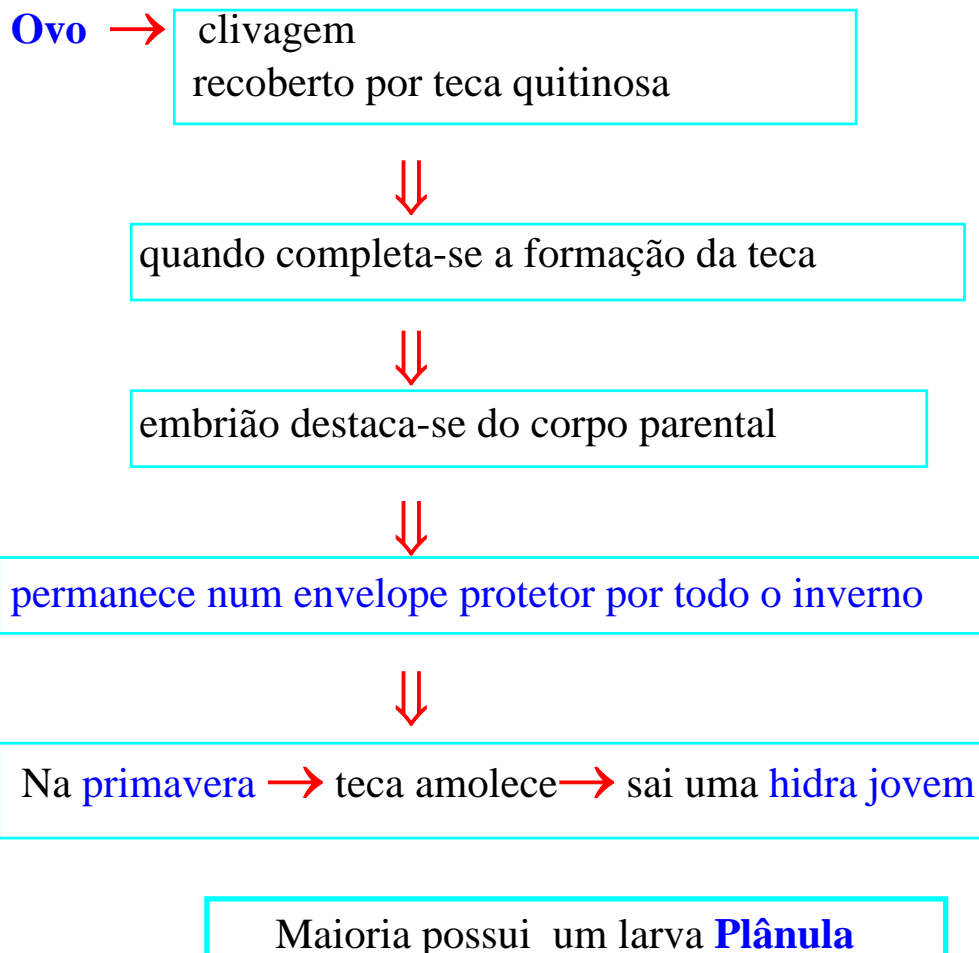 Ovo → clivagem
recoberto por teca quitinosa
⇓
quando completa-se a formação da teca
⇓
embrião destaca-se do corpo parental
⇓
permanece num envelope protetor por todo o inverno
⇓
Na primavera → teca amolece → sai uma hidra jovem
Maioria possui um larva Plânula